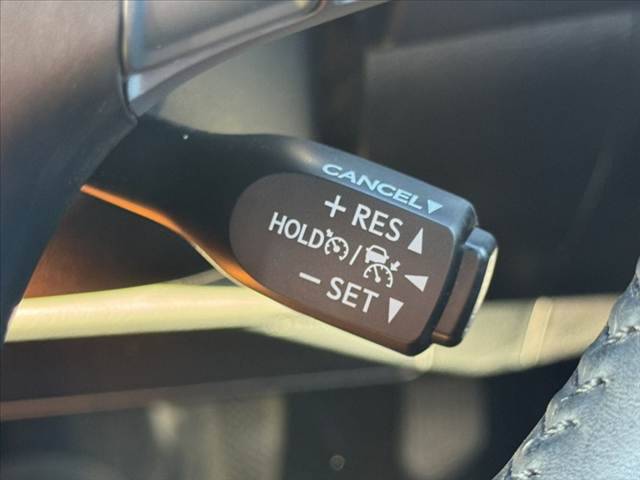 CANCEL▼
+ RES ▲
HOLD / ◀
− SET ▼